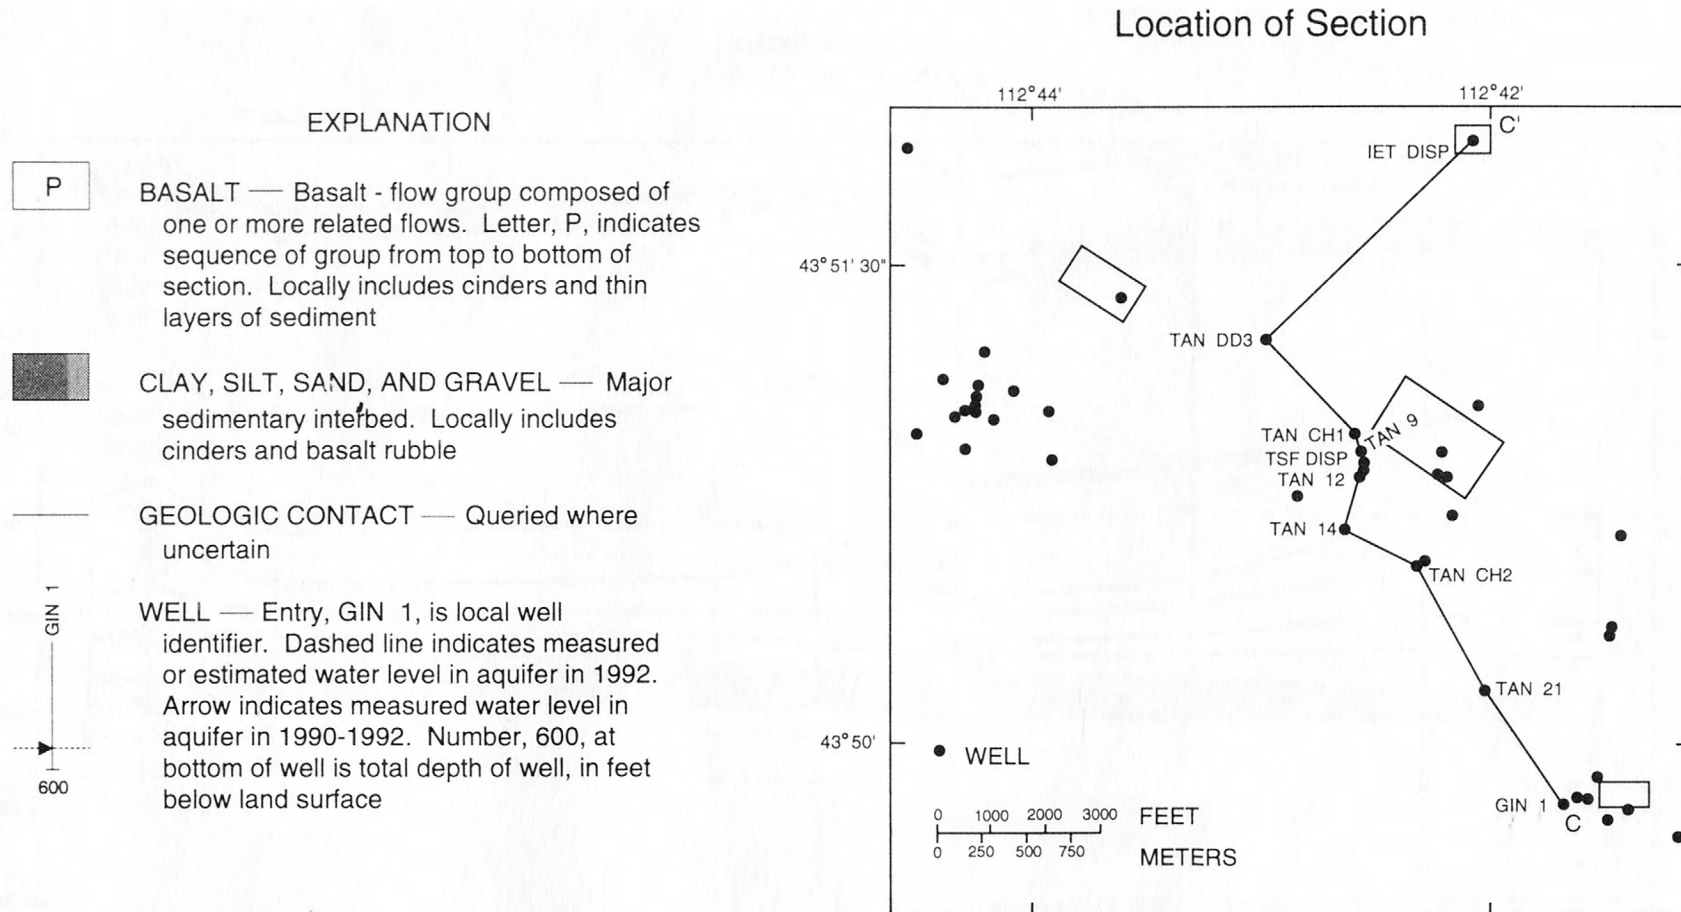 Location of Section
EXPLANATION
P
BASALT — Basalt - flow group composed of
one or more related flows. Letter, P, indicates
sequence of group from top to bottom of
section. Locally includes cinders and thin
layers of sediment
CLAY, SILT, SAND, AND GRAVEL — Major
sedimentary interbed. Locally includes
cinders and basalt rubble
GEOLOGIC CONTACT — Queried where
uncertain
GIN 1
WELL — Entry, GIN 1, is local well
identifier. Dashed line indicates measured
or estimated water level in aquifer in 1992.
Arrow indicates measured water level in
aquifer in 1990-1992. Number, 600, at
bottom of well is total depth of well, in feet
below land surface
600
112°44'
112°42'
C'
IET DISP
43°51'30"
TAN DD3
TAN CH1
TAN 9
TSF DISP
TAN 12
TAN 14
TAN CH2
TAN 21
43°50'
WELL
GIN 1
C
0 1000 2000 3000 FEET
0 250 500 750 METERS